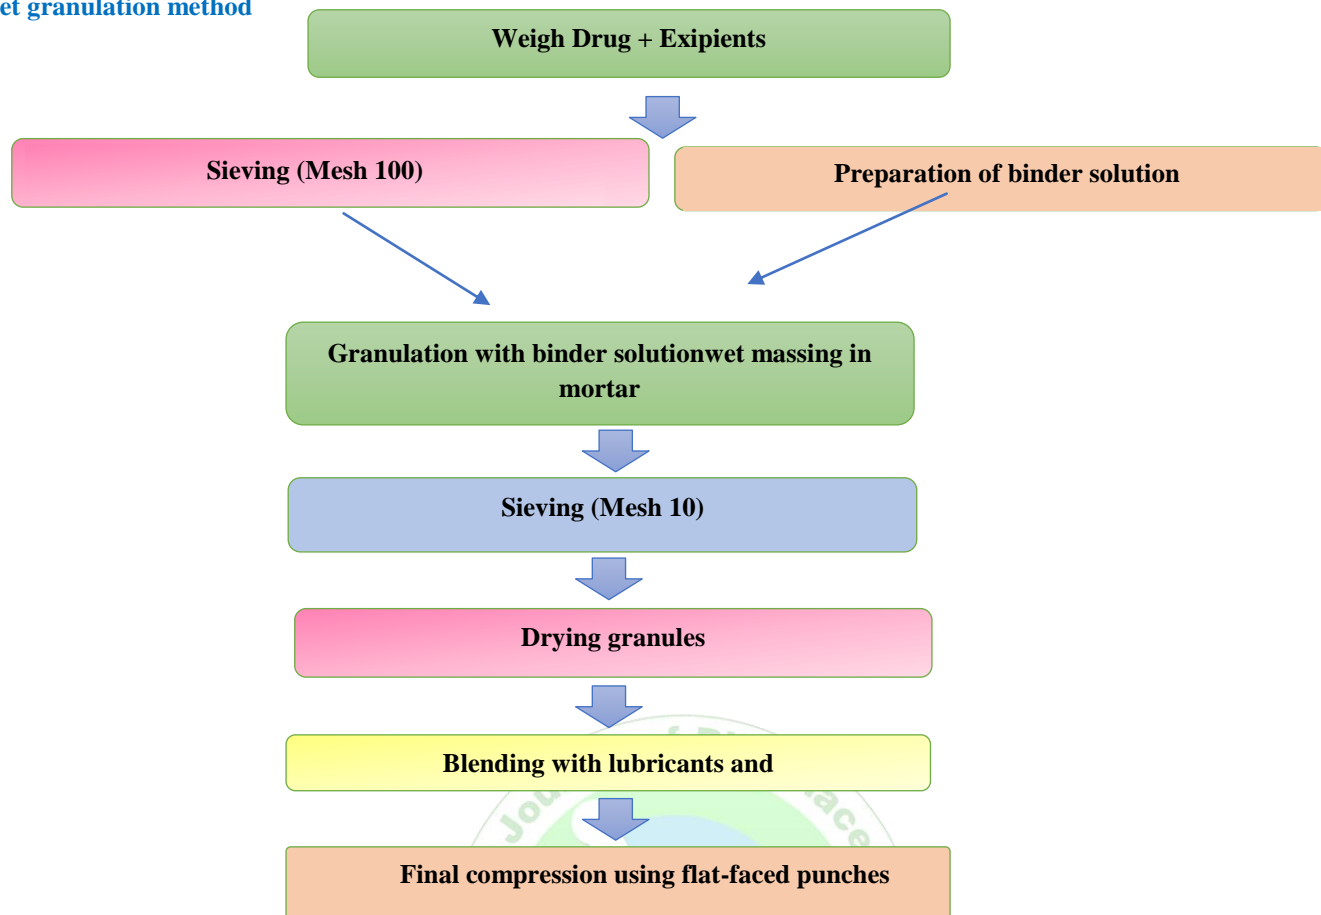 et granulation method
Weigh Drug + Exipients
Sieving (Mesh 100)
Preparation of binder solution
Granulation with binder solutionwet massing in
mortar
Sieving (Mesh 10)
Drying granules
Blending with lubricants and
Final compression using flat-faced punches